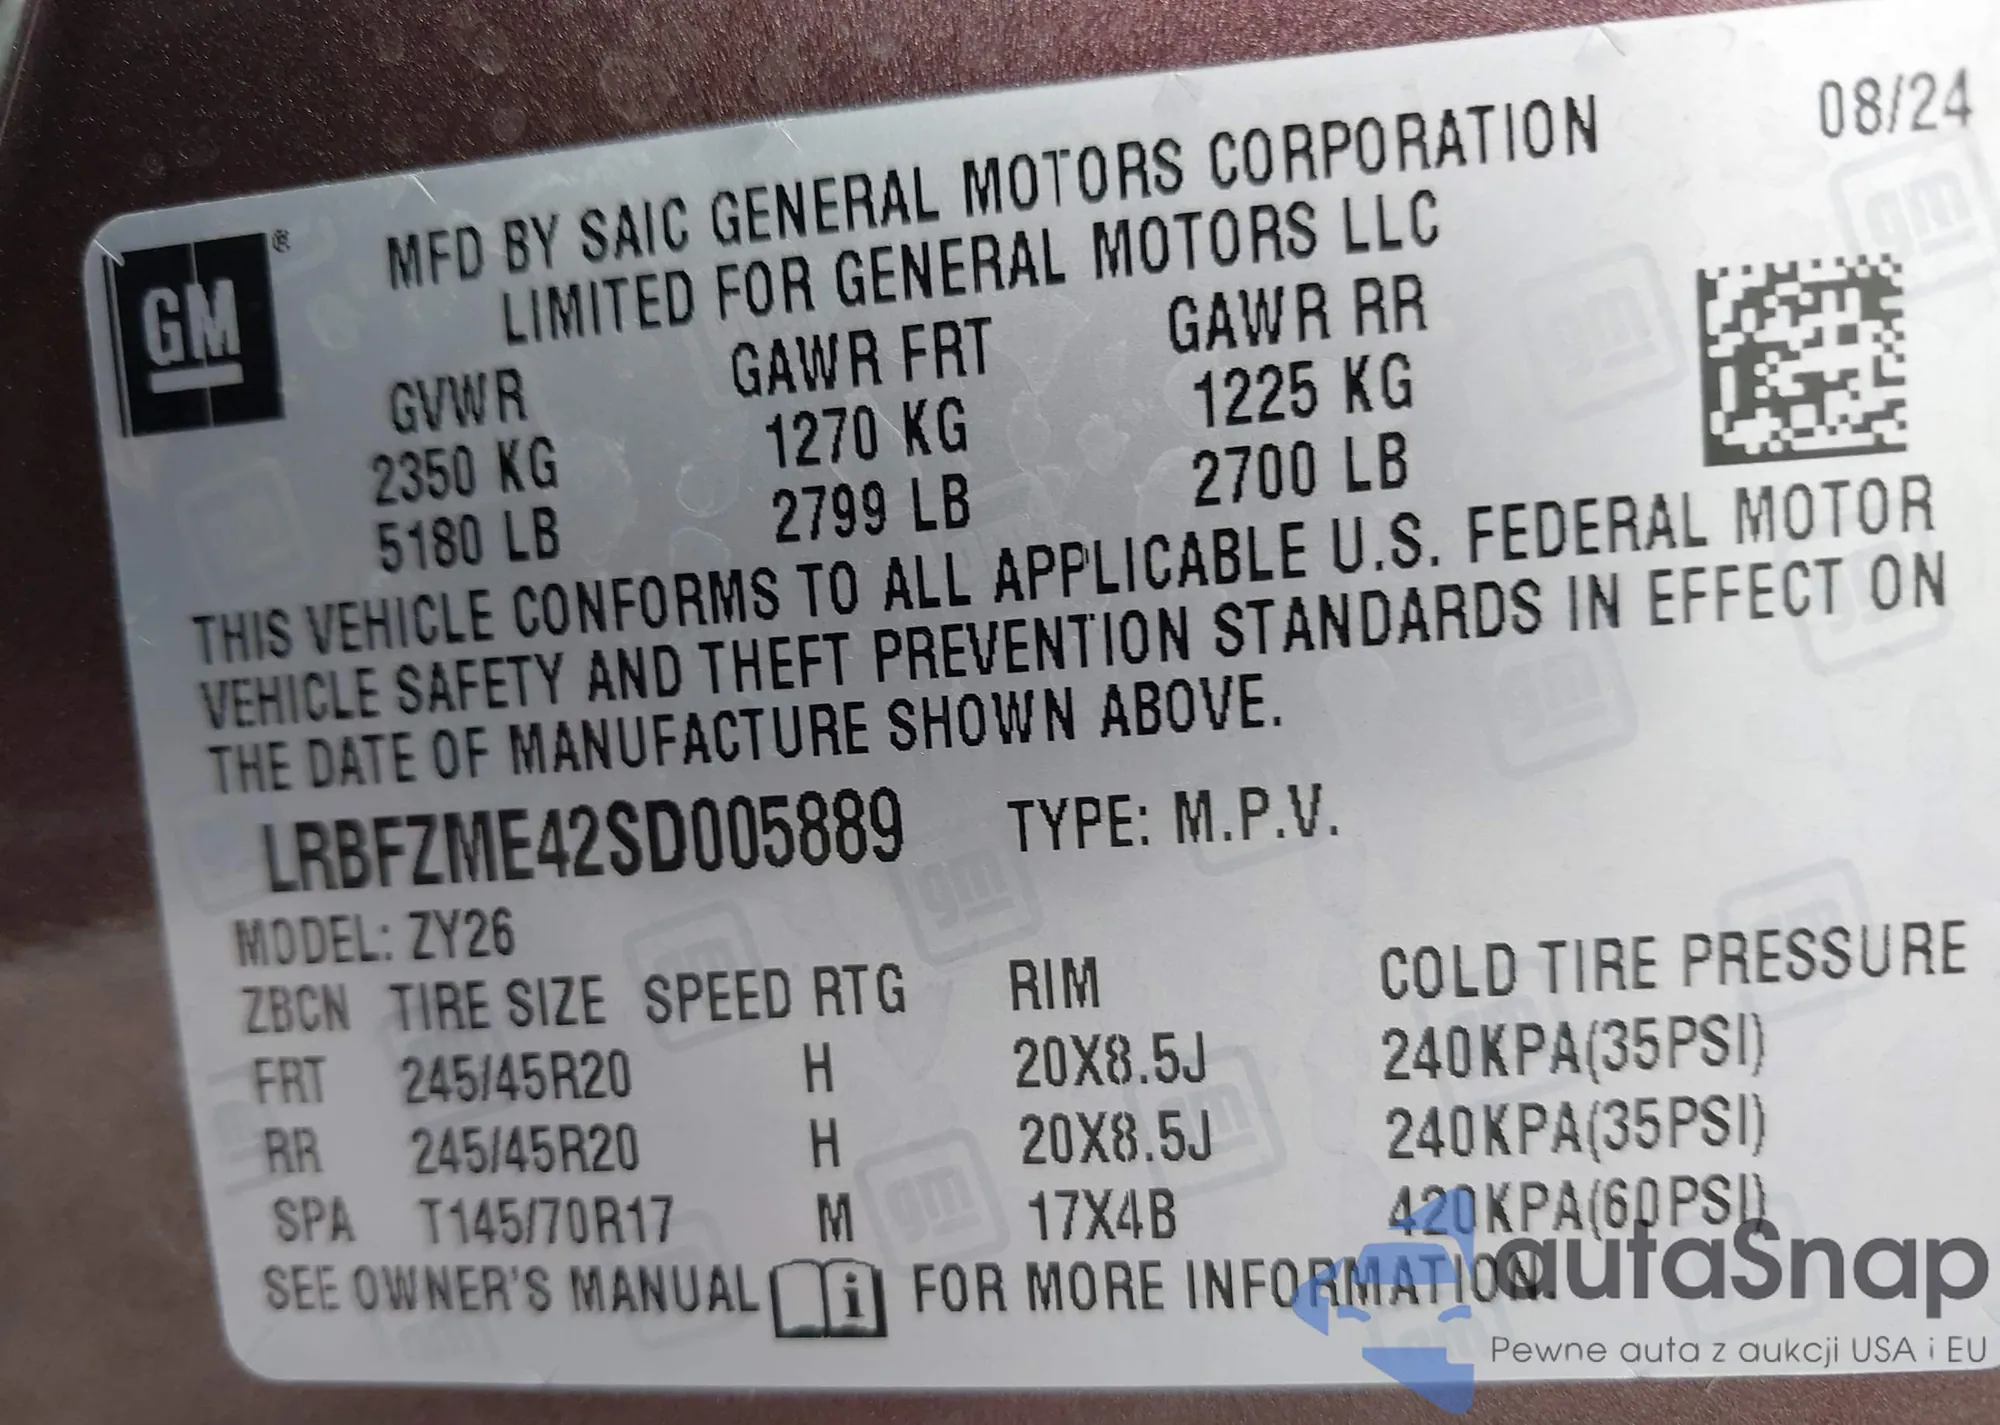 08/24
GM ®
MFD BY SAIC GENERAL MOTORS CORPORATION
LIMITED FOR GENERAL MOTORS LLC
GVWR GAWR FRT GAWR RR
2350 KG 1270 KG 1225 KG
5180 LB 2799 LB 2700 LB
THIS VEHICLE CONFORMS TO ALL APPLICABLE U.S. FEDERAL MOTOR
VEHICLE SAFETY AND THEFT PREVENTION STANDARDS IN EFFECT ON
THE DATE OF MANUFACTURE SHOWN ABOVE.
LRBFZME42SD005889 TYPE: M.P.V.
MODEL: ZY26
ZBCN TIRE SIZE SPEED RTG RIM COLD TIRE PRESSURE
FRT 245/45R20 H 20X8.5J 240KPA(35PSI)
RR 245/45R20 H 20X8.5J 240KPA(35PSI)
SPA T145/70R17 M 17X4B 420KPA(60PSI)
SEE OWNER'S MANUAL i FOR MORE INFORMATION
autaSnap
Pewne auta z aukcji USA i EU